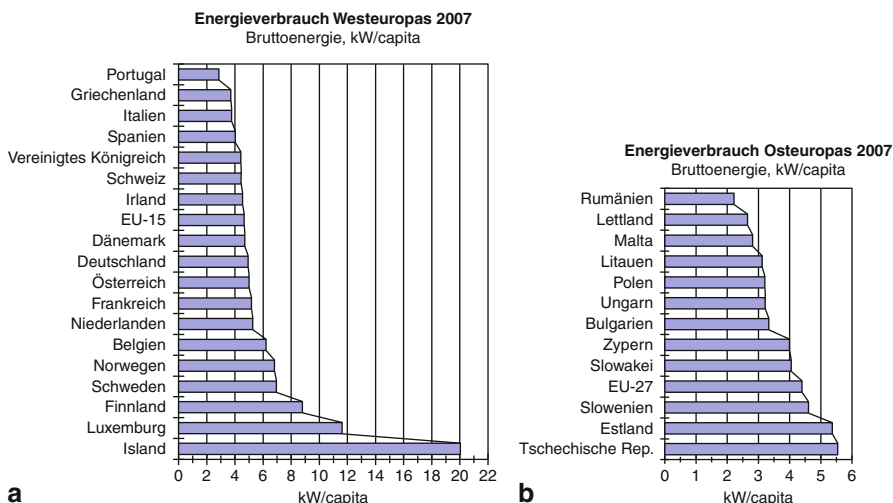 Energieverbrauch Westeuropas 2007
Bruttoenergie, kW/capita
Portugal
Griechenland
Italien
Spanien
Vereinigtes Königreich
Schweiz
Irland
EU-15
Dänemark
Deutschland
Österreich
Frankreich
Niederlanden
Belgien
Norwegen
Schweden
Finnland
Luxemburg
Island
0 2 4 6 8 10 12 14 16 18 20 22
kW/capita
a
Energieverbrauch Osteuropas 2007
Bruttoenergie, kW/capita
Rumänien
Lettland
Malta
Litauen
Polen
Ungarn
Bulgarien
Zypern
Slowakei
EU-27
Slowenien
Estland
Tschechische Rep.
0 1 2 3 4 5 6
kW/capita
b